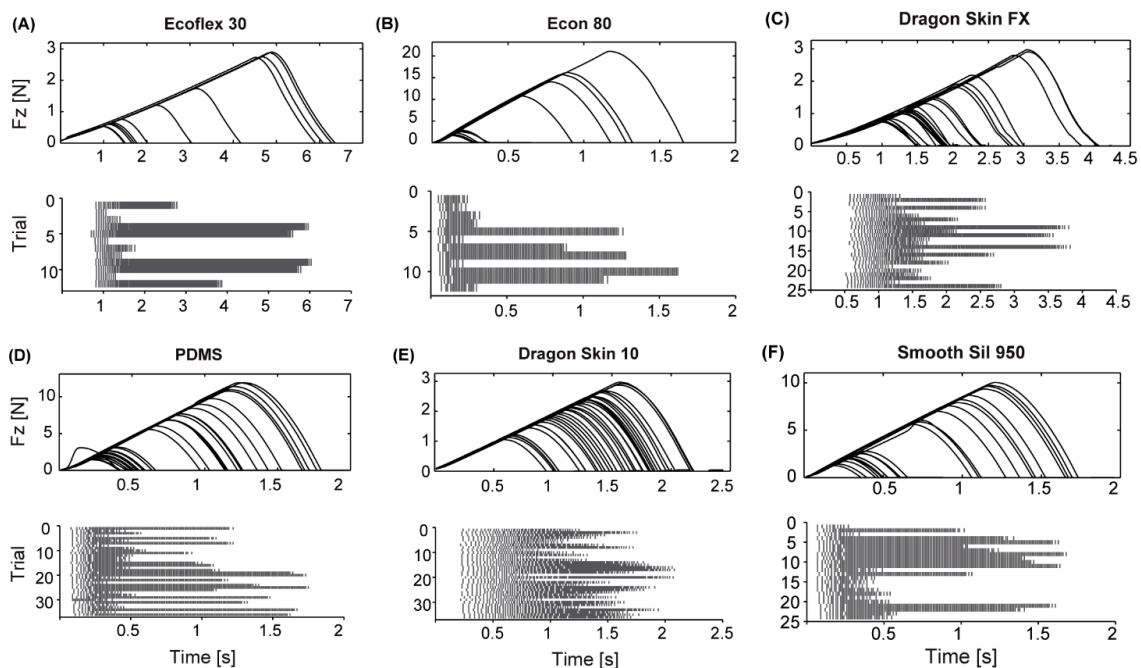 (A) Ecoflex 30
Fz [N]
3
2
1
0
1 2 3 4 5 6 7
Trial
0
5
10
1 2 3 4 5 6 7
(B) Econ 80
20
15
10
5
0
0.5 1 1.5 2
0
5
10
0.5 1 1.5 2
(C) Dragon Skin FX
3
2
1
0
0.5 1 1.5 2 2.5 3 3.5 4 4.5
0
5
10
15
20
25
0.5 1 1.5 2 2.5 3 3.5 4 4.5
(D) PDMS
Fz [N]
10
5
0
0.5 1 1.5 2
Trial
0
10
20
30
0.5 1 1.5 2
Time [s]
(E) Dragon Skin 10
3
2
1
0
0.5 1 1.5 2 2.5
0
10
20
30
0.5 1 1.5 2 2.5
Time [s]
(F) Smooth Sil 950
10
5
0
0.5 1 1.5 2
0
5
10
15
20
25
0.5 1 1.5 2
Time [s]